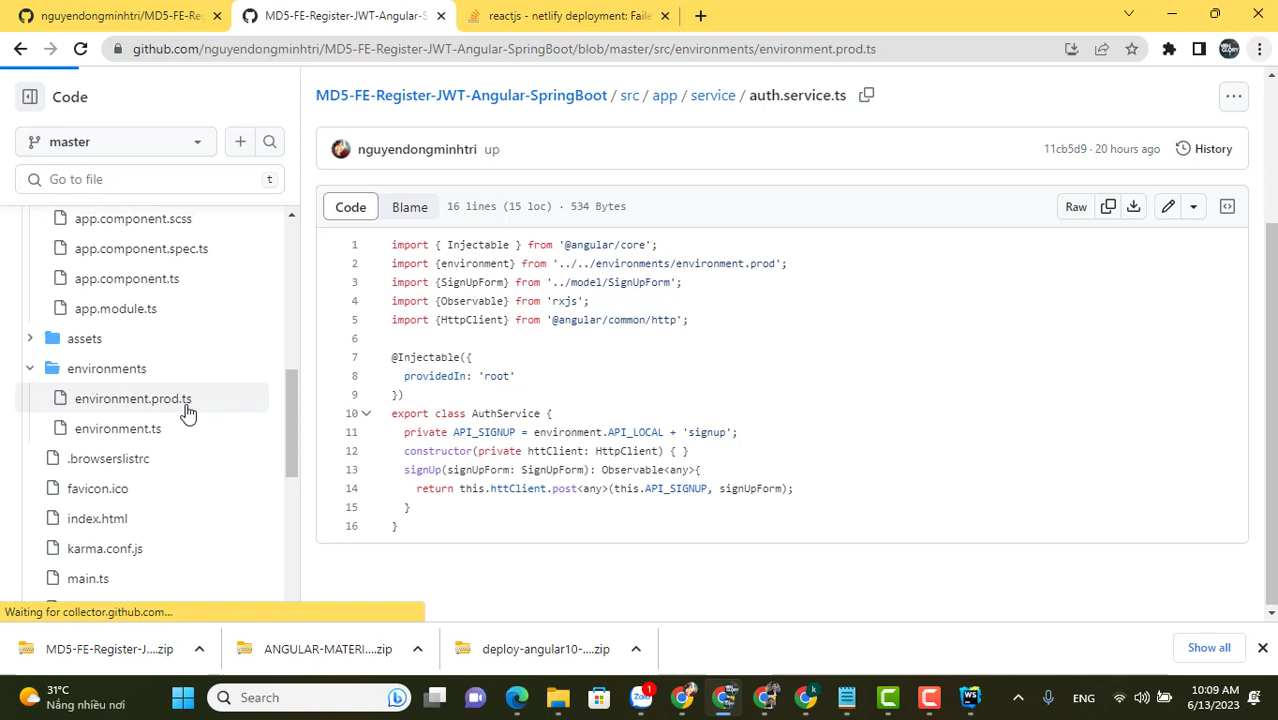 nguyendongminhtri/MD5-FE-Reg
MD5-FE-Register-JWT-Angular-S
reactjs - netlify deployment: Faile
github.com/nguyendongminhtri/MD5-FE-Register-JWT-Angular-SpringBoot/blob/master/src/environments/environment.prod.ts
Code
master
Go to file
t
app.component.scss
app.component.spec.ts
app.component.ts
app.module.ts
assets
environments
environment.prod.ts
environment.ts
.browserslistrc
favicon.ico
index.html
karma.conf.js
main.ts
Waiting for collector.github.com...
MD5-FE-Register-JWT-Angular-SpringBoot / src / app / service / auth.service.ts
nguyendongminhtri up
11cb5d9 · 20 hours ago
History
Code
Blame
16 lines (15 loc) · 534 Bytes
Raw
1 import { Injectable } from '@angular/core';
2 import {environment} from '../../environments/environment.prod';
3 import {SignUpForm} from '../model/SignUpForm';
4 import {Observable} from 'rxjs';
5 import {HttpClient} from '@angular/common/http';
6
7 @Injectable({
8 providedIn: 'root'
9 })
10 export class AuthService {
11 private API_SIGNUP = environment.API_LOCAL + 'signup';
12 constructor(private httClient: HttpClient) { }
13 signUp(signUpForm: SignUpForm): Observable<any>{
14 return this.httClient.post<any>(this.API_SIGNUP, signUpForm);
15 }
16 }
MD5-FE-Register-J....zip
ANGULAR-MATERI....zip
deploy-angular10-....zip
Show all
31°C
Nắng nhiều nơi
Search
1
ENG
10:09 AM
6/13/2023